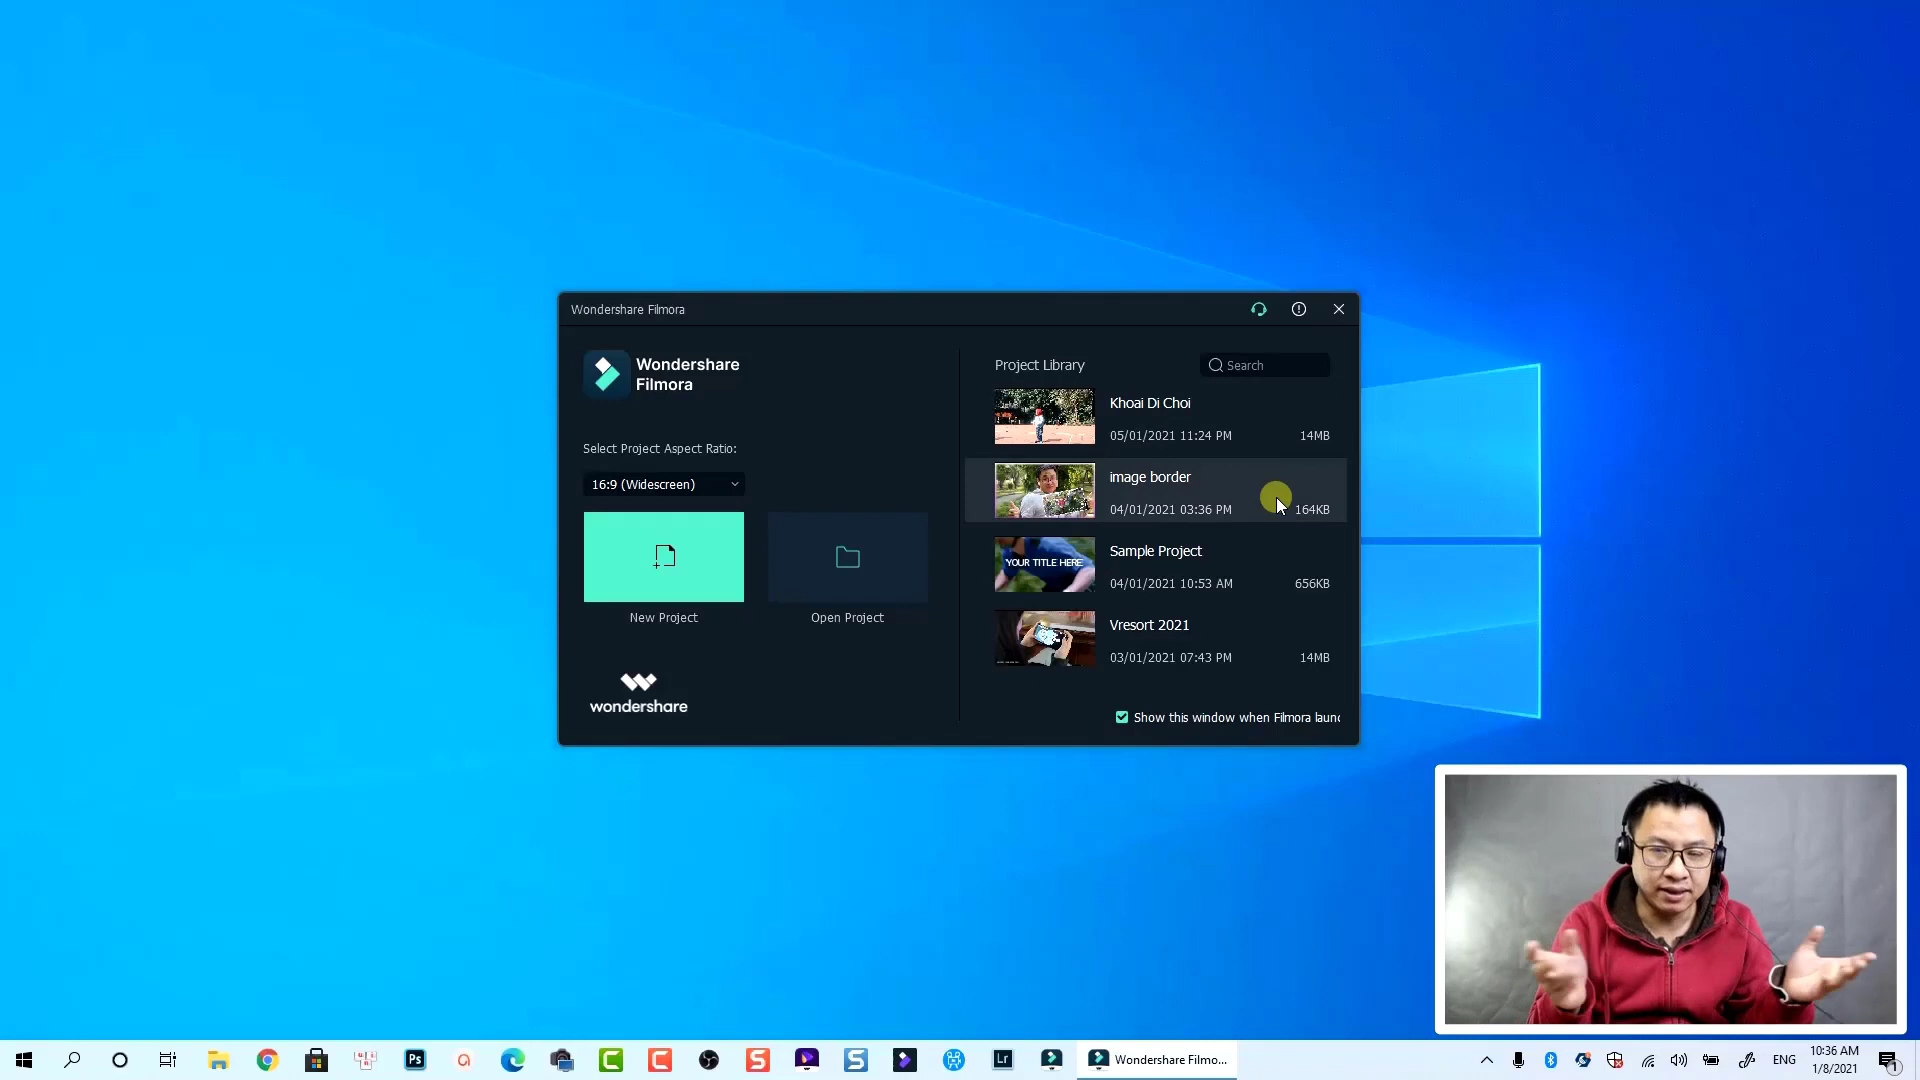 Wondershare Filmora
Wondershare
Filmora
Select Project Aspect Ratio:
16:9 (Widescreen)
New Project
Open Project
wondershare
Project Library
Search
Khoai Di Choi
05/01/2021 11:24 PM 14MB
image border
04/01/2021 03:36 PM 164KB
YOUR TITLE HERE
Sample Project
04/01/2021 10:53 AM 656KB
Vresort 2021
03/01/2021 07:43 PM 14MB
Show this window when Filmora launc
Ps
Lr
Wondershare Filmo...
ENG
10:36 AM
1/8/2021
1